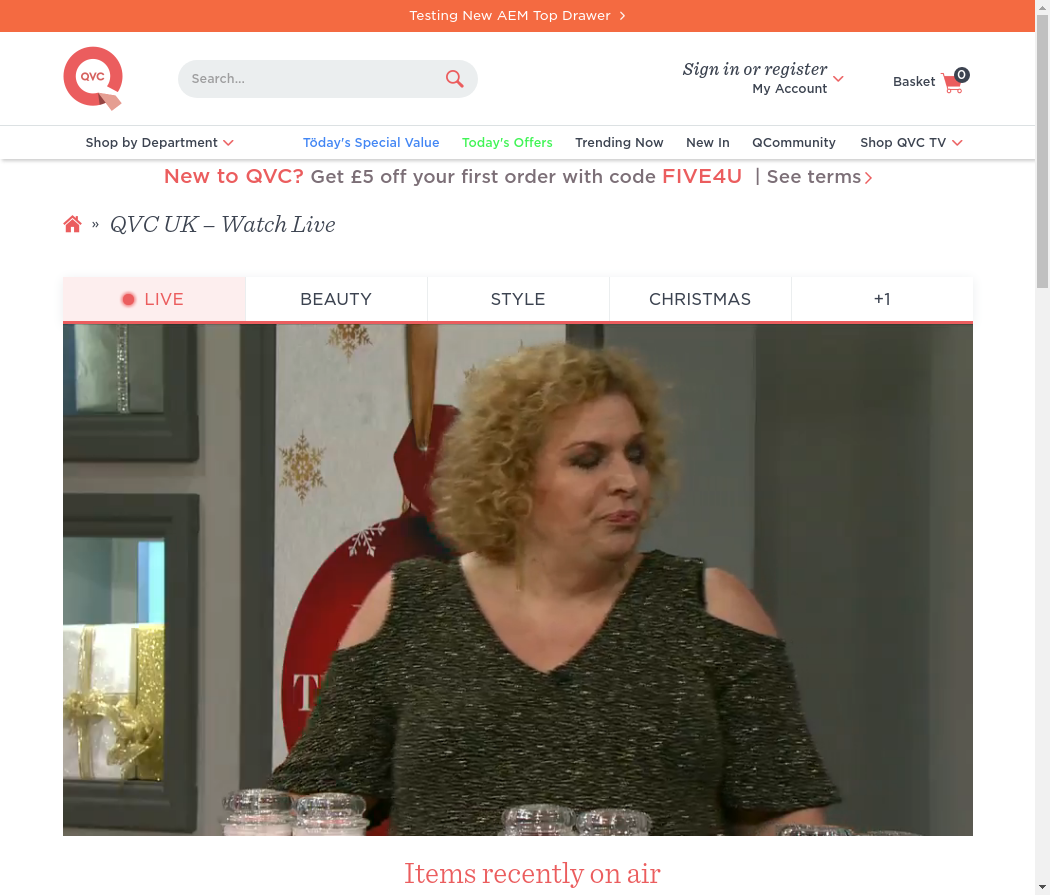 Testing New AEM Top Drawer
QVC
Search...
Sign in or register
My Account
Basket
0
Shop by Department
Töday's Special Value
Today's Offers
Trending Now
New In
QCommunity
Shop QVC TV
New to QVC? Get £5 off your first order with code FIVE4U | See terms
» QVC UK – Watch Live
LIVE
BEAUTY
STYLE
CHRISTMAS
+1
Items recently on air